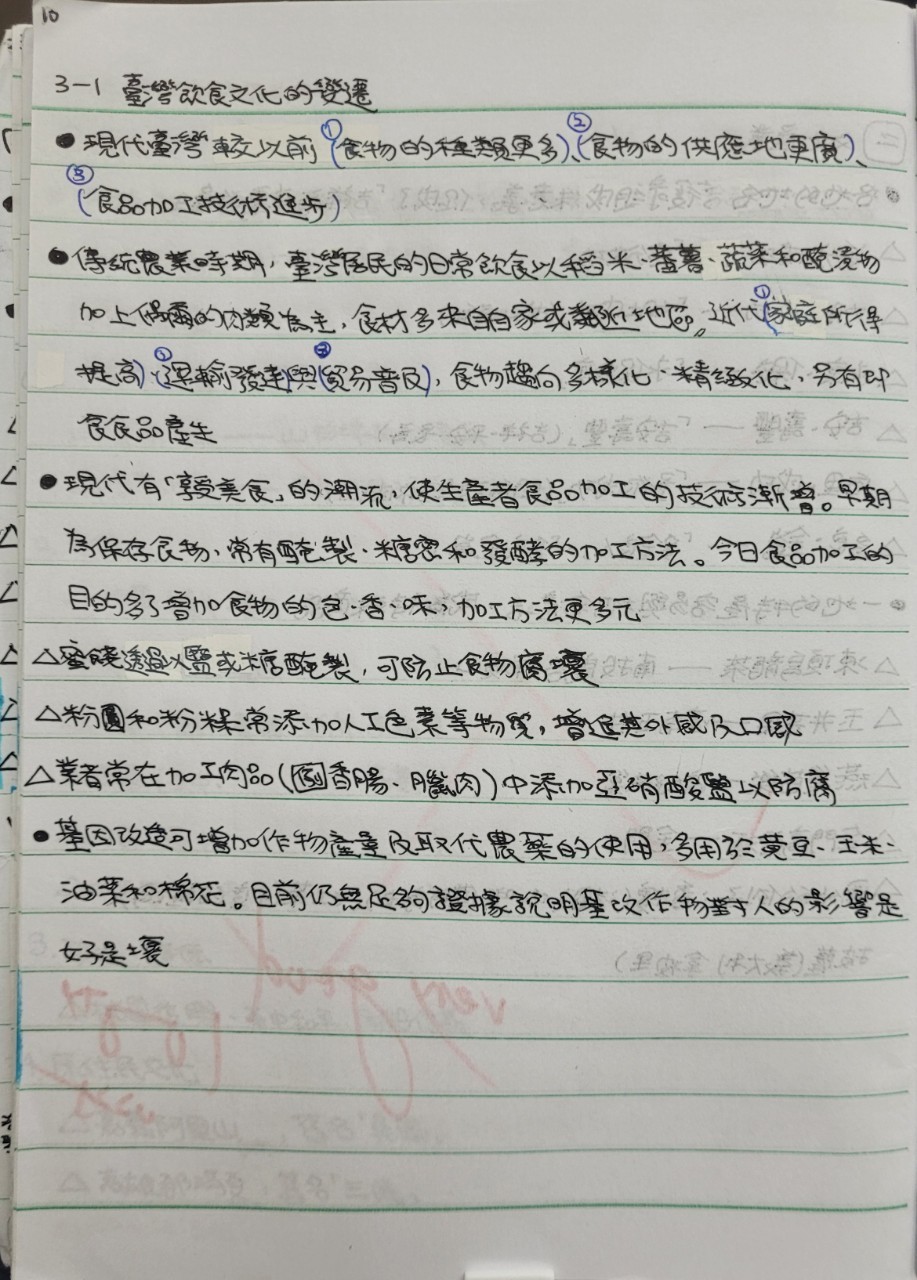 10
3-1 臺灣飲食文化的變遷
●現代臺灣較以前①(食物的種類更多)、②(食物的供應地更廣)、
③(食品加工技術進步)
●傳統農業時期,臺灣居民的日常飲食以稻米、蕃薯、蔬菜和醃漬物
加上偶爾的肉類為主,食材多來自自家或鄰近地區。近代①(家庭所得
提高)、②(運輸發達)與③(貿易普及),食物趨向多樣化、精緻化、另有即
食食品產生
●現代有「享受美食」的潮流,使生產者食品加工的技術漸增。早期
為保存食物,常有醃製、糖密和發酵的加工方法。今日食品加工的
目的多了增加食物的色、香、味,加工方法更多元
△蜜餞透過以鹽或糖醃製,可防止食物腐壞
△粉圓和粉粿常添加人工色素等物質,增進其外感及口感
△業者常在加工肉品(圈香腸、臘肉)中添加亞硝酸鹽以防腐
●基因改造可增加作物產量及取代農藥的使用,多用於黃豆、玉米、
油菜和棉花。目前仍無足夠證據說明基改作物對人的影響是
好是壞